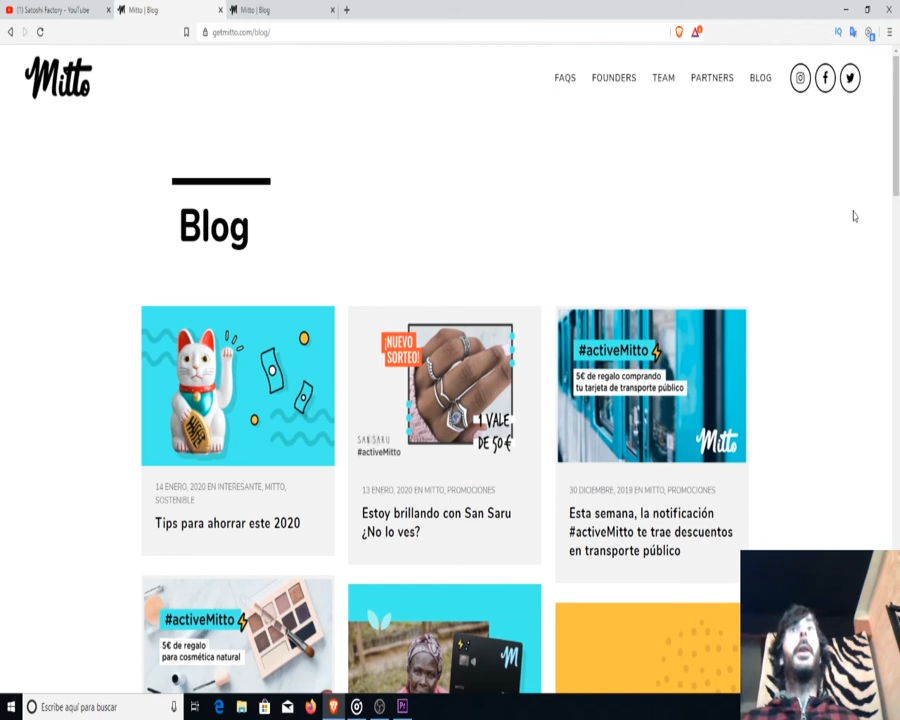 (1) Satoshi Factory - YouTube
Mitto | Blog
Mitto | Blog
getmitto.com/blog/
Mitto
FAQS
FOUNDERS
TEAM
PARTNERS
BLOG
Blog
¡NUEVO
SORTEO!
1 VALE
DE 50 €
SAN SARU
#activeMitto
#activeMitto
5€ de regalo comprando
tu tarjeta de transporte público
Mitto
14 ENERO, 2020 EN INTERESANTE, MITTO,
SOSTENIBLE
Tips para ahorrar este 2020
13 ENERO, 2020 EN MITTO, PROMOCIONES
Estoy brillando con San Saru
¿No lo ves?
30 DICIEMBRE, 2019 EN MITTO, PROMOCIONES
Esta semana, la notificación
#activeMitto te trae descuentos
en transporte público
#activeMitto
5€ de regalo
para cosmética natural
M
Escribe aquí para buscar
Pr